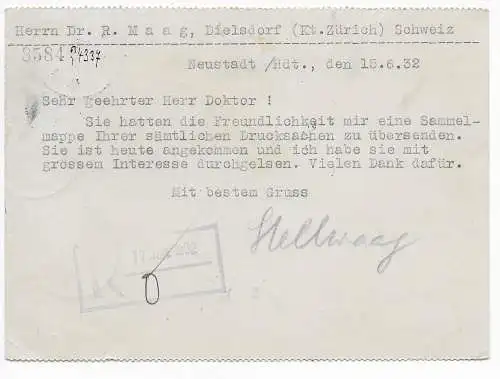 Herrn Dr. R. M a a g, Dielsdorf (Kt.Zürich) Schweiz
3584
Neustadt /Hdt., den 15.6.32
Sehr geehrter Herr Doktor !
Sie hatten die Freundlichkeit mir eine Sammel-
mappe Ihrer sämtlichen Drucksachen zu übersenden.
Sie ist heute angekommen und ich habe sie mit
grossem Interesse durchgelsen. Vielen Dank dafür.
Mit bestem Gruss
Hellwaag